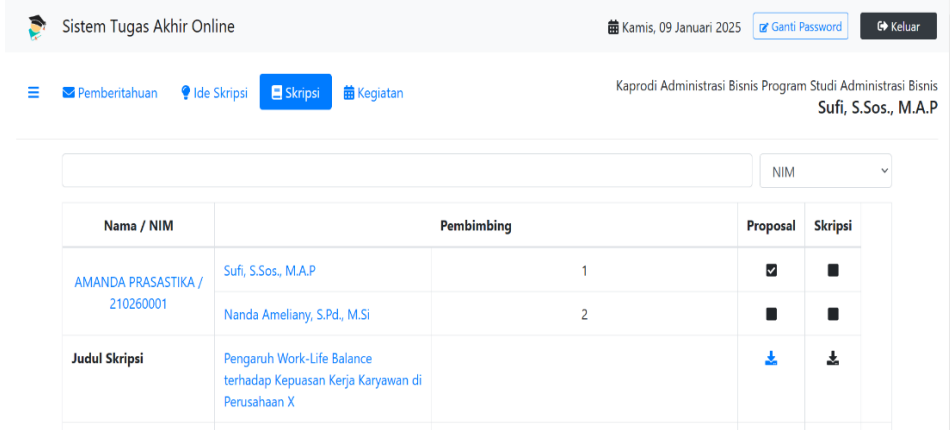 Sistem Tugas Akhir Online
Kamis, 09 Januari 2025
Ganti Password
Keluar
Pemberitahuan
Ide Skripsi
Skripsi
Kegiatan
Kaprodi Administrasi Bisnis Program Studi Administrasi Bisnis
Sufi, S.Sos., M.A.P
NIM
Nama / NIM
Pembimbing
Proposal
Skripsi
AMANDA PRASASTIKA /
210260001
Sufi, S.Sos., M.A.P
1
Nanda Ameliany, S.Pd., M.Si
2
Judul Skripsi
Pengaruh Work-Life Balance
terhadap Kepuasan Kerja Karyawan di
Perusahaan X